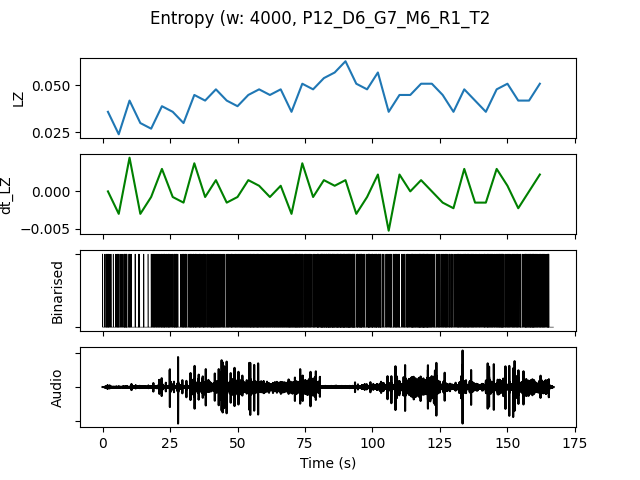 Entropy (w: 4000, P12_D6_G7_M6_R1_T2
LZ
0.050
0.025
dt_LZ
0.000
−0.005
Binarised
Audio
0
25
50
75
100
125
150
175
Time (s)